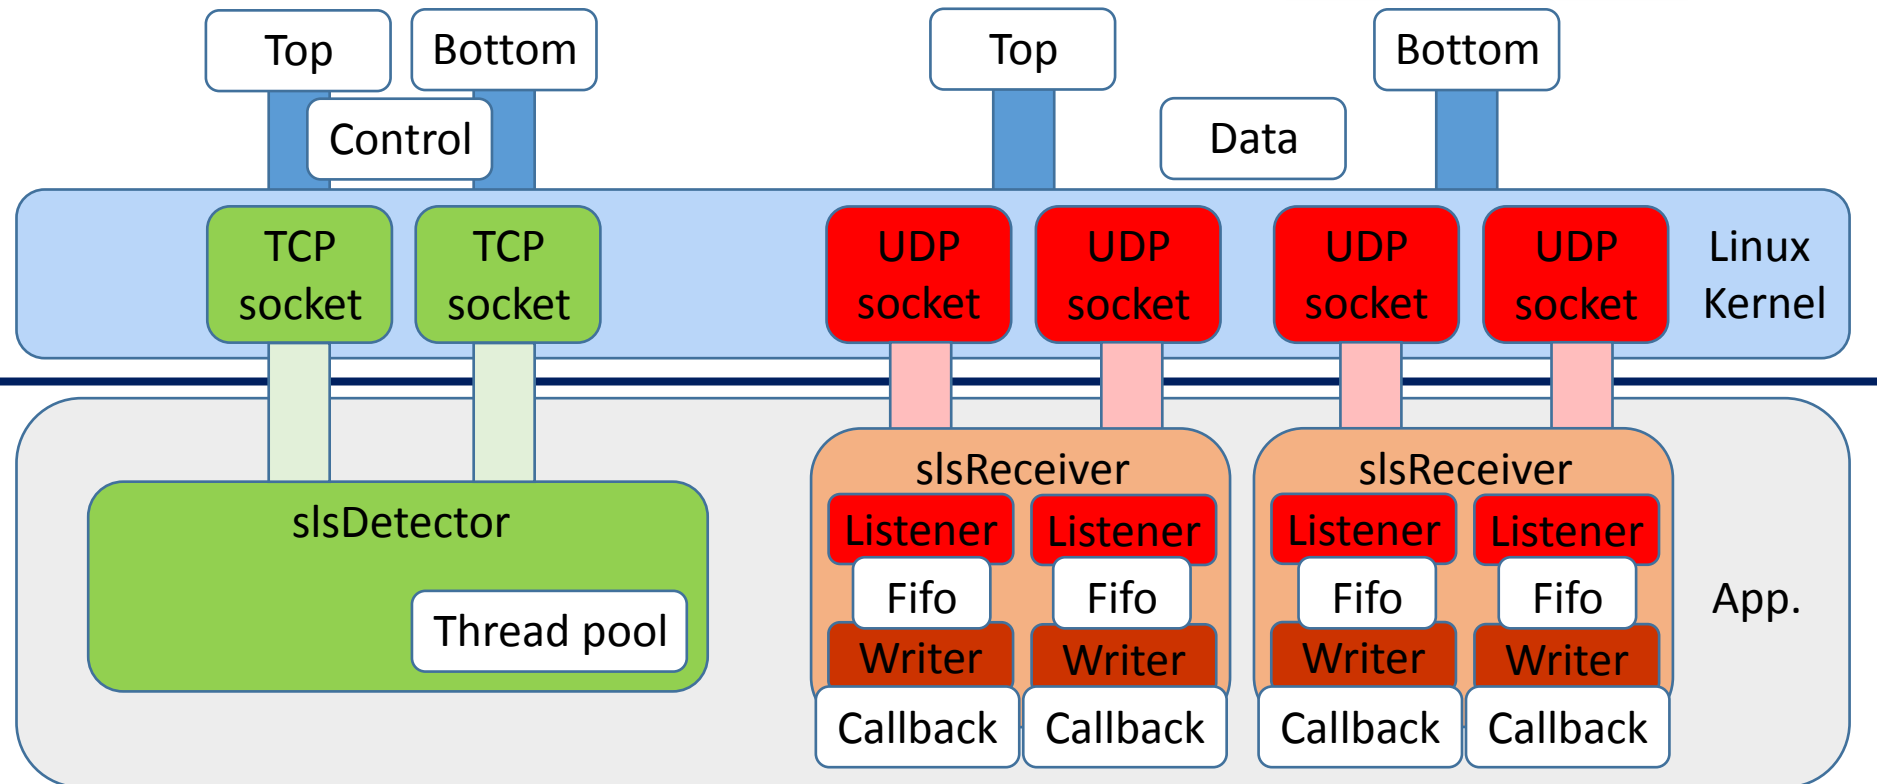 Top
Bottom
Top
Bottom
Control
Data
TCP
socket
TCP
socket
UDP
socket
UDP
socket
UDP
socket
UDP
socket
Linux
Kernel
slsDetector
Thread pool
slsReceiver
Listener
Listener
Fifo
Fifo
Writer
Writer
Callback
Callback
slsReceiver
Listener
Listener
Fifo
Fifo
Writer
Writer
Callback
Callback
App.